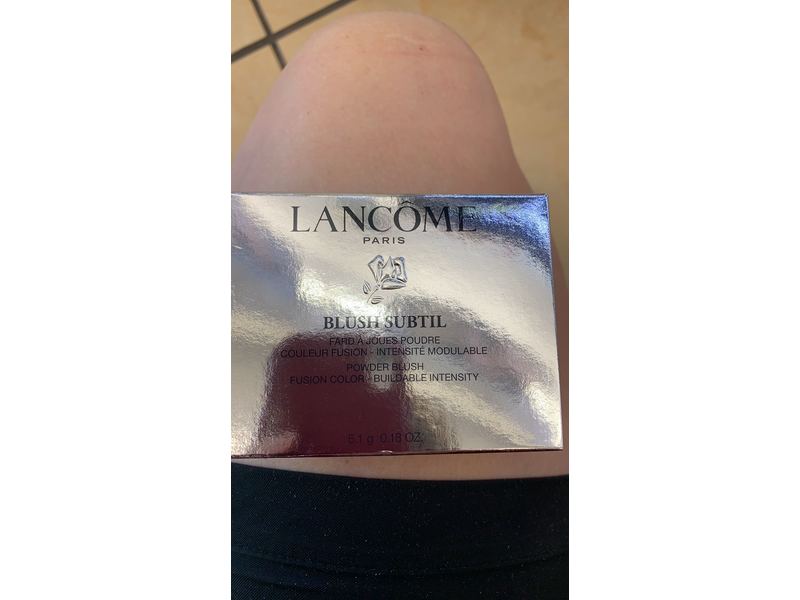 LANCÔME
PARIS
BLUSH SUBTIL
FARD À JOUES POUDRE
COULEUR FUSION - INTENSITÉ MODULABLE
POWDER BLUSH
FUSION COLOR - BUILDABLE INTENSITY
5.1 g 0.18 OZ.